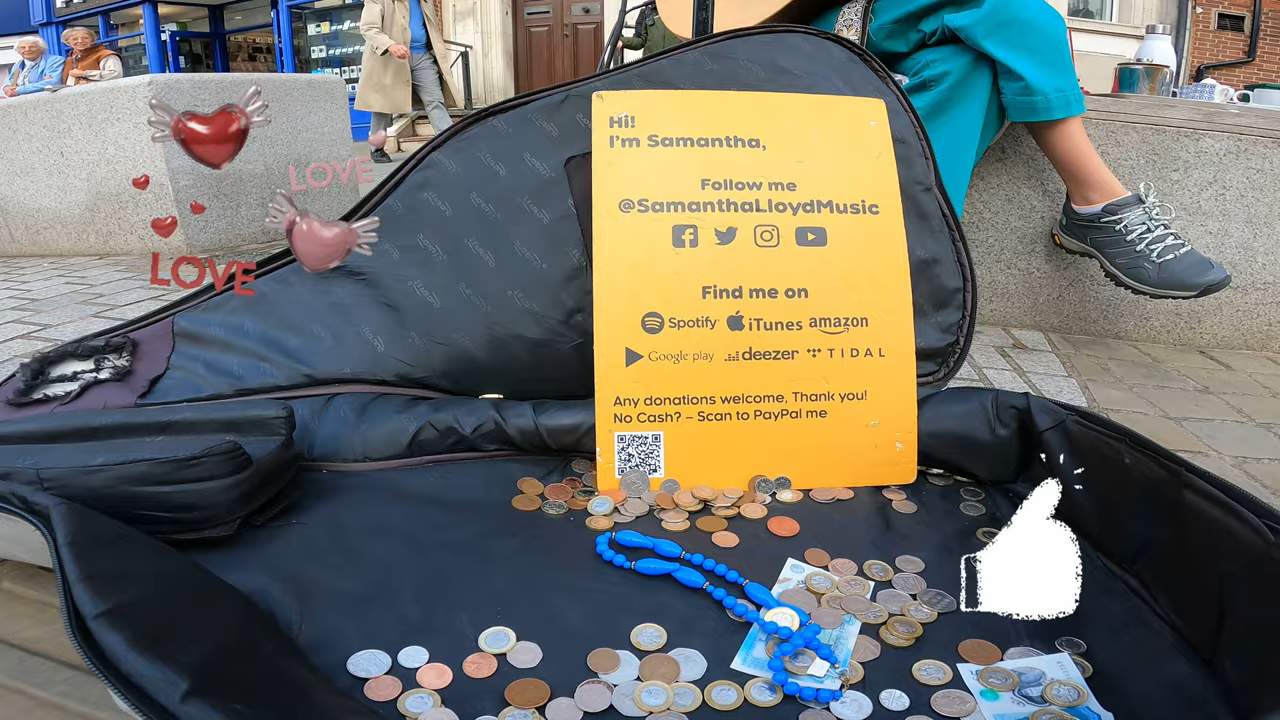 Hi!
I'm Samantha,
Follow me
@SamanthaLloydMusic
Find me on
Spotify iTunes amazon
Google play deezer TIDAL
Any donations welcome, Thank you!
No Cash? – Scan to PayPal me
LOVE
LOVE